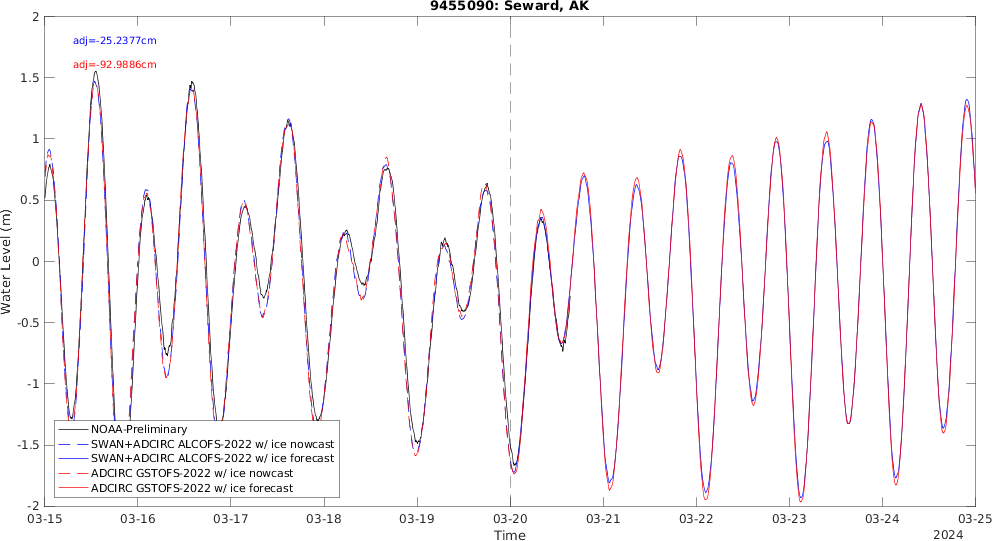 9455090: Seward, AK
adj=-25.2377cm
adj=-92.9886cm
Water Level (m)
2
1.5
1
0.5
0
-0.5
-1
-1.5
-2
NOAA-Preliminary
SWAN+ADCIRC ALCOFS-2022 w/ ice nowcast
SWAN+ADCIRC ALCOFS-2022 w/ ice forecast
ADCIRC GSTOFS-2022 w/ ice nowcast
ADCIRC GSTOFS-2022 w/ ice forecast
03-15 03-16 03-17 03-18 03-19 03-20 03-21 03-22 03-23 03-24 03-25
Time
2024